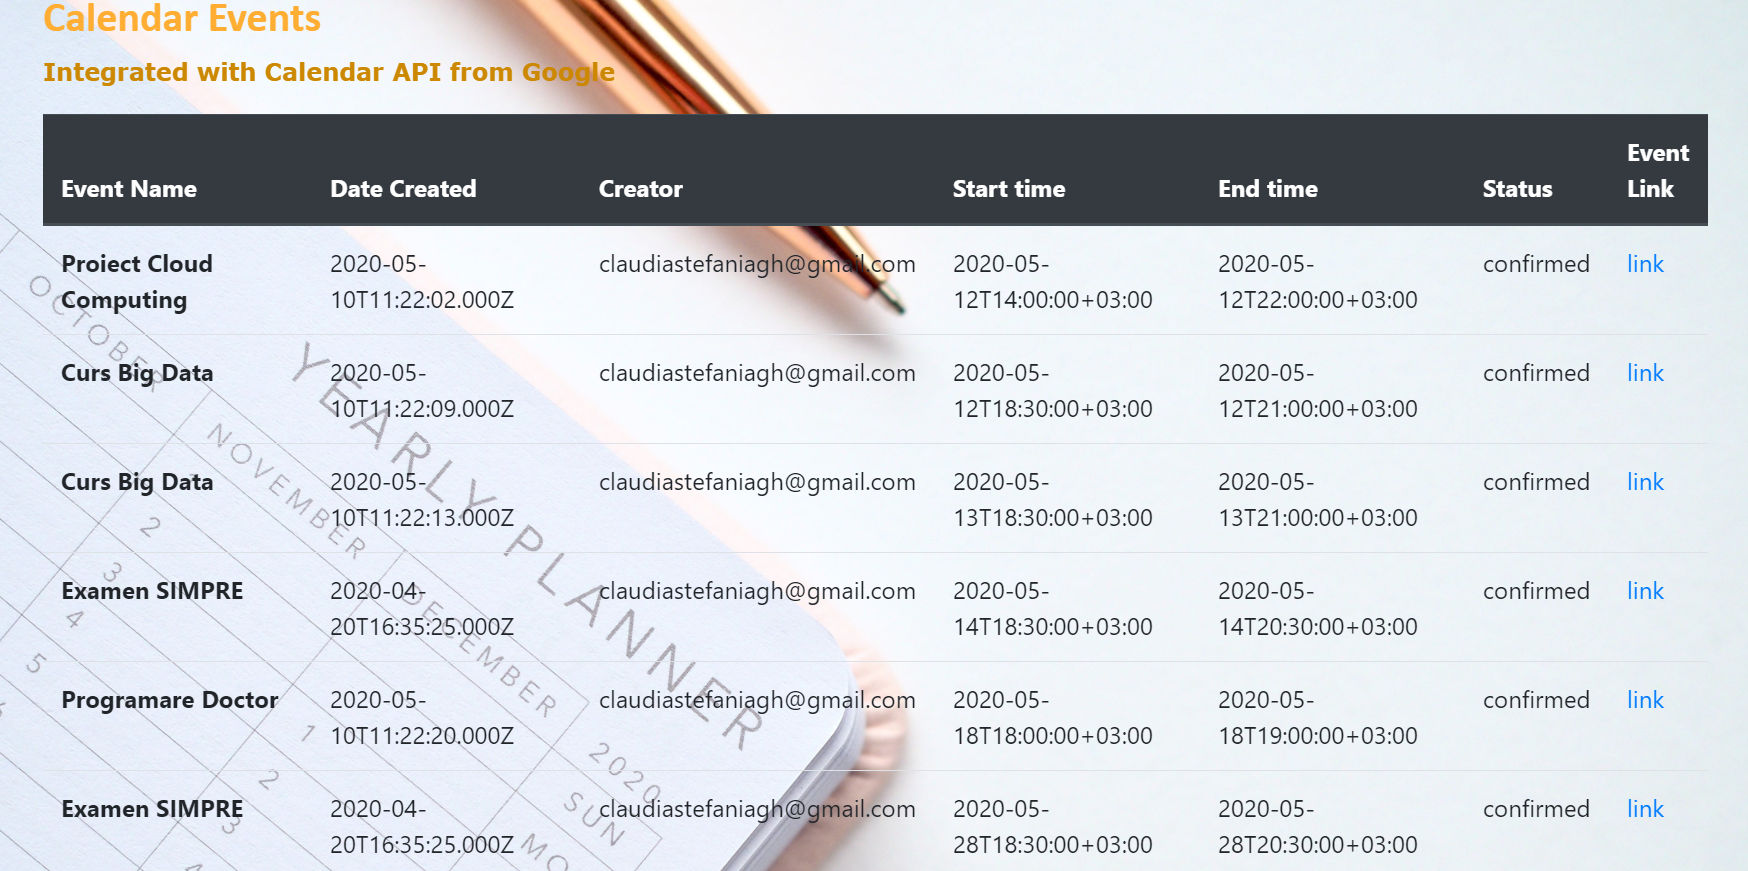 Calendar Events
Integrated with Calendar API from Google
Event Name Date Created Creator Start time End time Status Event Link
Proiect Cloud Computing 2020-05-10T11:22:02.000Z claudiastefaniagh@gmail.com 2020-05-12T14:00:00+03:00 2020-05-12T22:00:00+03:00 confirmed link
Curs Big Data 2020-05-10T11:22:09.000Z claudiastefaniagh@gmail.com 2020-05-12T18:30:00+03:00 2020-05-12T21:00:00+03:00 confirmed link
Curs Big Data 2020-05-10T11:22:13.000Z claudiastefaniagh@gmail.com 2020-05-13T18:30:00+03:00 2020-05-13T21:00:00+03:00 confirmed link
Examen SIMPRE 2020-04-20T16:35:25.000Z claudiastefaniagh@gmail.com 2020-05-14T18:30:00+03:00 2020-05-14T20:30:00+03:00 confirmed link
Programare Doctor 2020-05-10T11:22:20.000Z claudiastefaniagh@gmail.com 2020-05-18T18:00:00+03:00 2020-05-18T19:00:00+03:00 confirmed link
Examen SIMPRE 2020-04-20T16:35:25.000Z claudiastefaniagh@gmail.com 2020-05-28T18:30:00+03:00 2020-05-28T20:30:00+03:00 confirmed link
YEARLY PLANNER
2020
OCTOBER
NOVEMBER
DECEMBER
SUN
2
3
4
5
1
2
3